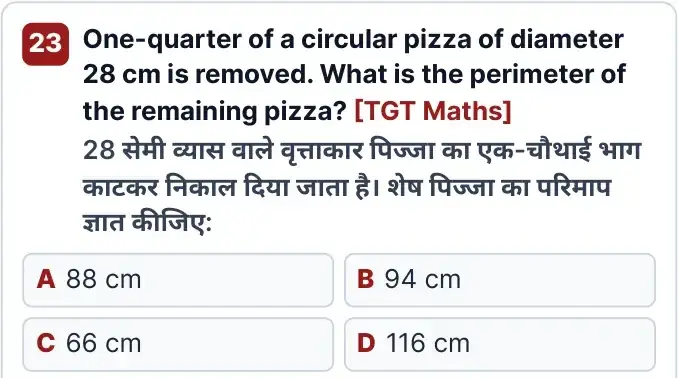 23 One-quarter of a circular pizza of diameter
28 cm is removed. What is the perimeter of
the remaining pizza? [TGT Maths]
28 सेमी व्यास वाले वृत्ताकार पिज्जा का एक-चौथाई भाग
काटकर निकाल दिया जाता है। शेष पिज्जा का परिमाप
ज्ञात कीजिए:
A 88 cm B 94 cm
C 66 cm D 116 cm